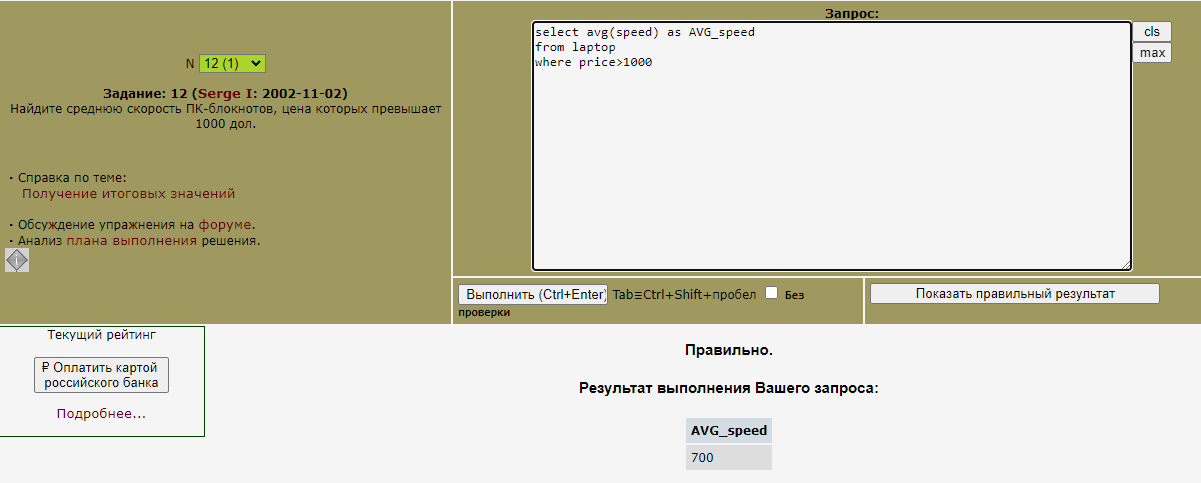 N 12 (1)
Задание: 12 (Serge I: 2002-11-02)
Найдите среднюю скорость ПК-блокнотов, цена которых превышает
1000 дол.
· Справка по теме:
Получение итоговых значений
· Обсуждение упражнения на форуме.
· Анализ плана выполнения решения.
i
Запрос:
select avg(speed) as AVG_speed
from laptop
where price>1000
cls
max
Выполнить (Ctrl+Enter) Tab≡Ctrl+Shift+пробел Без
проверки
Показать правильный результат
Текущий рейтинг
₽ Оплатить картой
российского банка
Подробнее...
Правильно.
Результат выполнения Вашего запроса:
AVG_speed
700